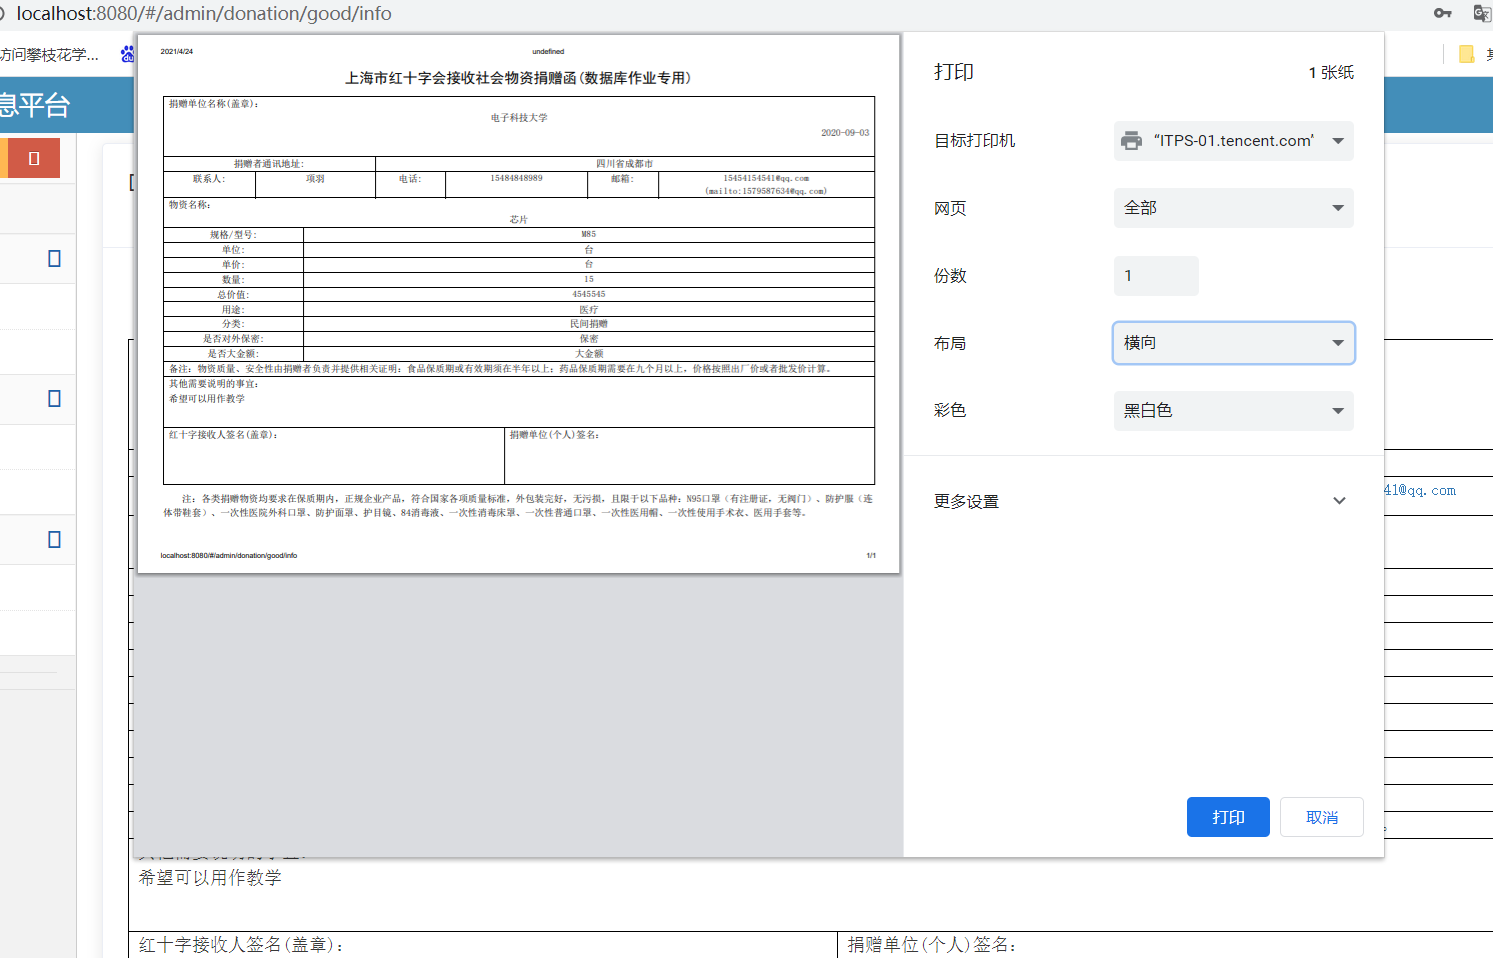 localhost:8080/#/admin/donation/good/info
访问攀枝花学...
息平台
2021/4/24
undefined
上海市红十字会接收社会物资捐赠函(数据库作业专用)
捐赠单位名称(盖章):
电子科技大学
2020-09-03
捐赠者通讯地址: 四川省成都市
联系人: 项羽 电话: 15484848989 邮箱: 15454154541@qq.com
(mailto:1579587634@qq.com)
物资名称:
芯片
规格/型号: M85
单位: 台
单价: 台
数量: 15
总价值: 4545545
用途: 医疗
分类: 民间捐赠
是否对外保密: 保密
是否大金额: 大金额
备注: 物资质量、安全性由捐赠者负责并提供相关证明: 食品保质期或有效期须在半年以上; 药品保质期需要在九个月以上, 价格按照出厂价或者批发价计算。
其他需要说明的事宜:
希望可以用作教学
红十字接收人签名(盖章): 捐赠单位(个人)签名:
注: 各类捐赠物资均要求在保质期内, 正规企业产品, 符合国家各项质量标准, 外包装完好, 无污损, 且限于以下品种: N95口罩 (有注册证, 无阀门) 、防护服 (连
体带鞋套) 、一次性医院外科口罩、防护面罩、护目镜、84消毒液、一次性消毒床罩、一次性普通口罩、一次性医用帽、一次性使用手术衣、医用手套等。
localhost:8080/#/admin/donation/good/info
1/1
打印
1 张纸
目标打印机 “ITPS-01.tencent.com’
网页 全部
份数 1
布局 横向
彩色 黑白色
更多设置
打印 取消
41@qq.com
希望可以用作教学
红十字接收人签名(盖章):
捐赠单位(个人)签名: